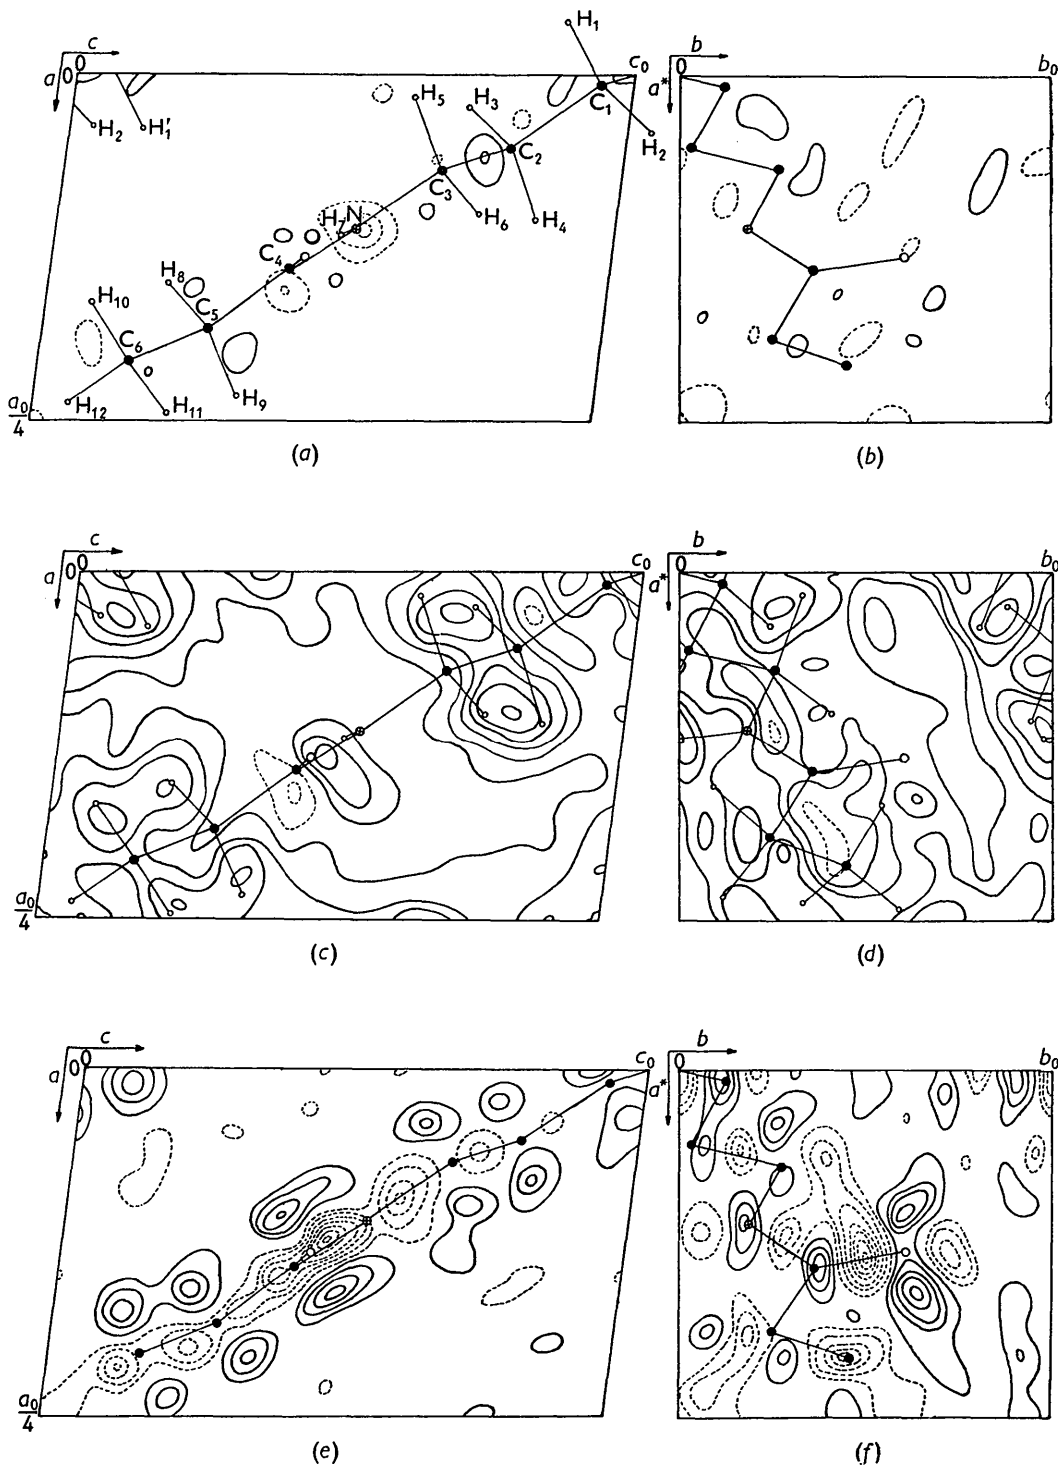 c
a 0 0
c₀
H₁
C₁
H₂
H₅
H₃
C₂
C₃
H₆
H₄
H₂
H₁′
H₇
N
C₄
H₈
C₅
H₁₀
C₆
H₉
H₁₂
H₁₁
a₀/4
(a)
b
0
b₀
a*
(b)
c
a 0 0
c₀
a₀/4
(c)
b
0
b₀
a*
(d)
c
a 0 0
c₀
a₀/4
(e)
b
0
b₀
a*
(f)